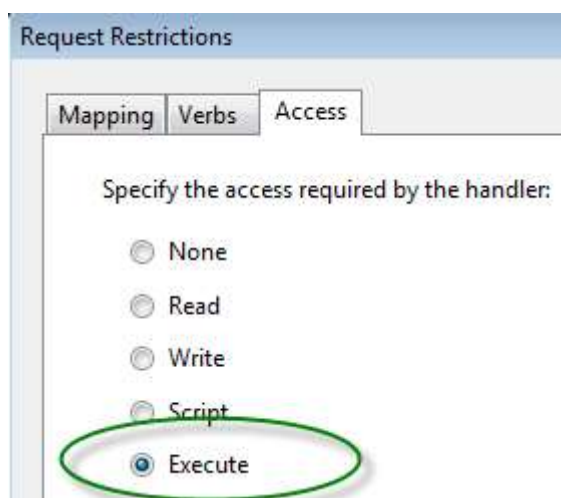 Request Restrictions
Mapping Verbs Access
Specify the access required by the handler:
None
Read
Write
Script
Execute